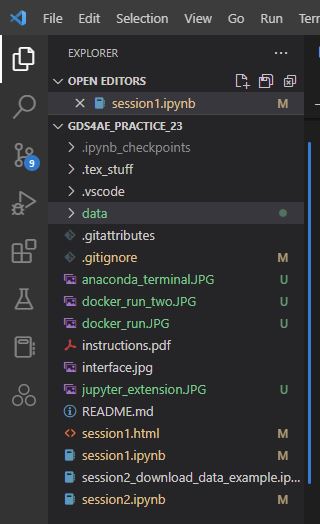 File Edit Selection View Go Run
EXPLORER ...
OPEN EDITORS
session1.ipynb M
GDS4AE_PRACTICE_23
.ipynb_checkpoints
.tex_stuff
.vscode
data
.gitattributes
.gitignore M
anaconda_terminal.JPG U
docker_run_two.JPG U
docker_run.JPG U
instructions.pdf
interface.jpg
jupyter_extension.JPG U
README.md
session1.html M
session1.ipynb M
session2_download_data_example.ip...
session2.ipynb M
9